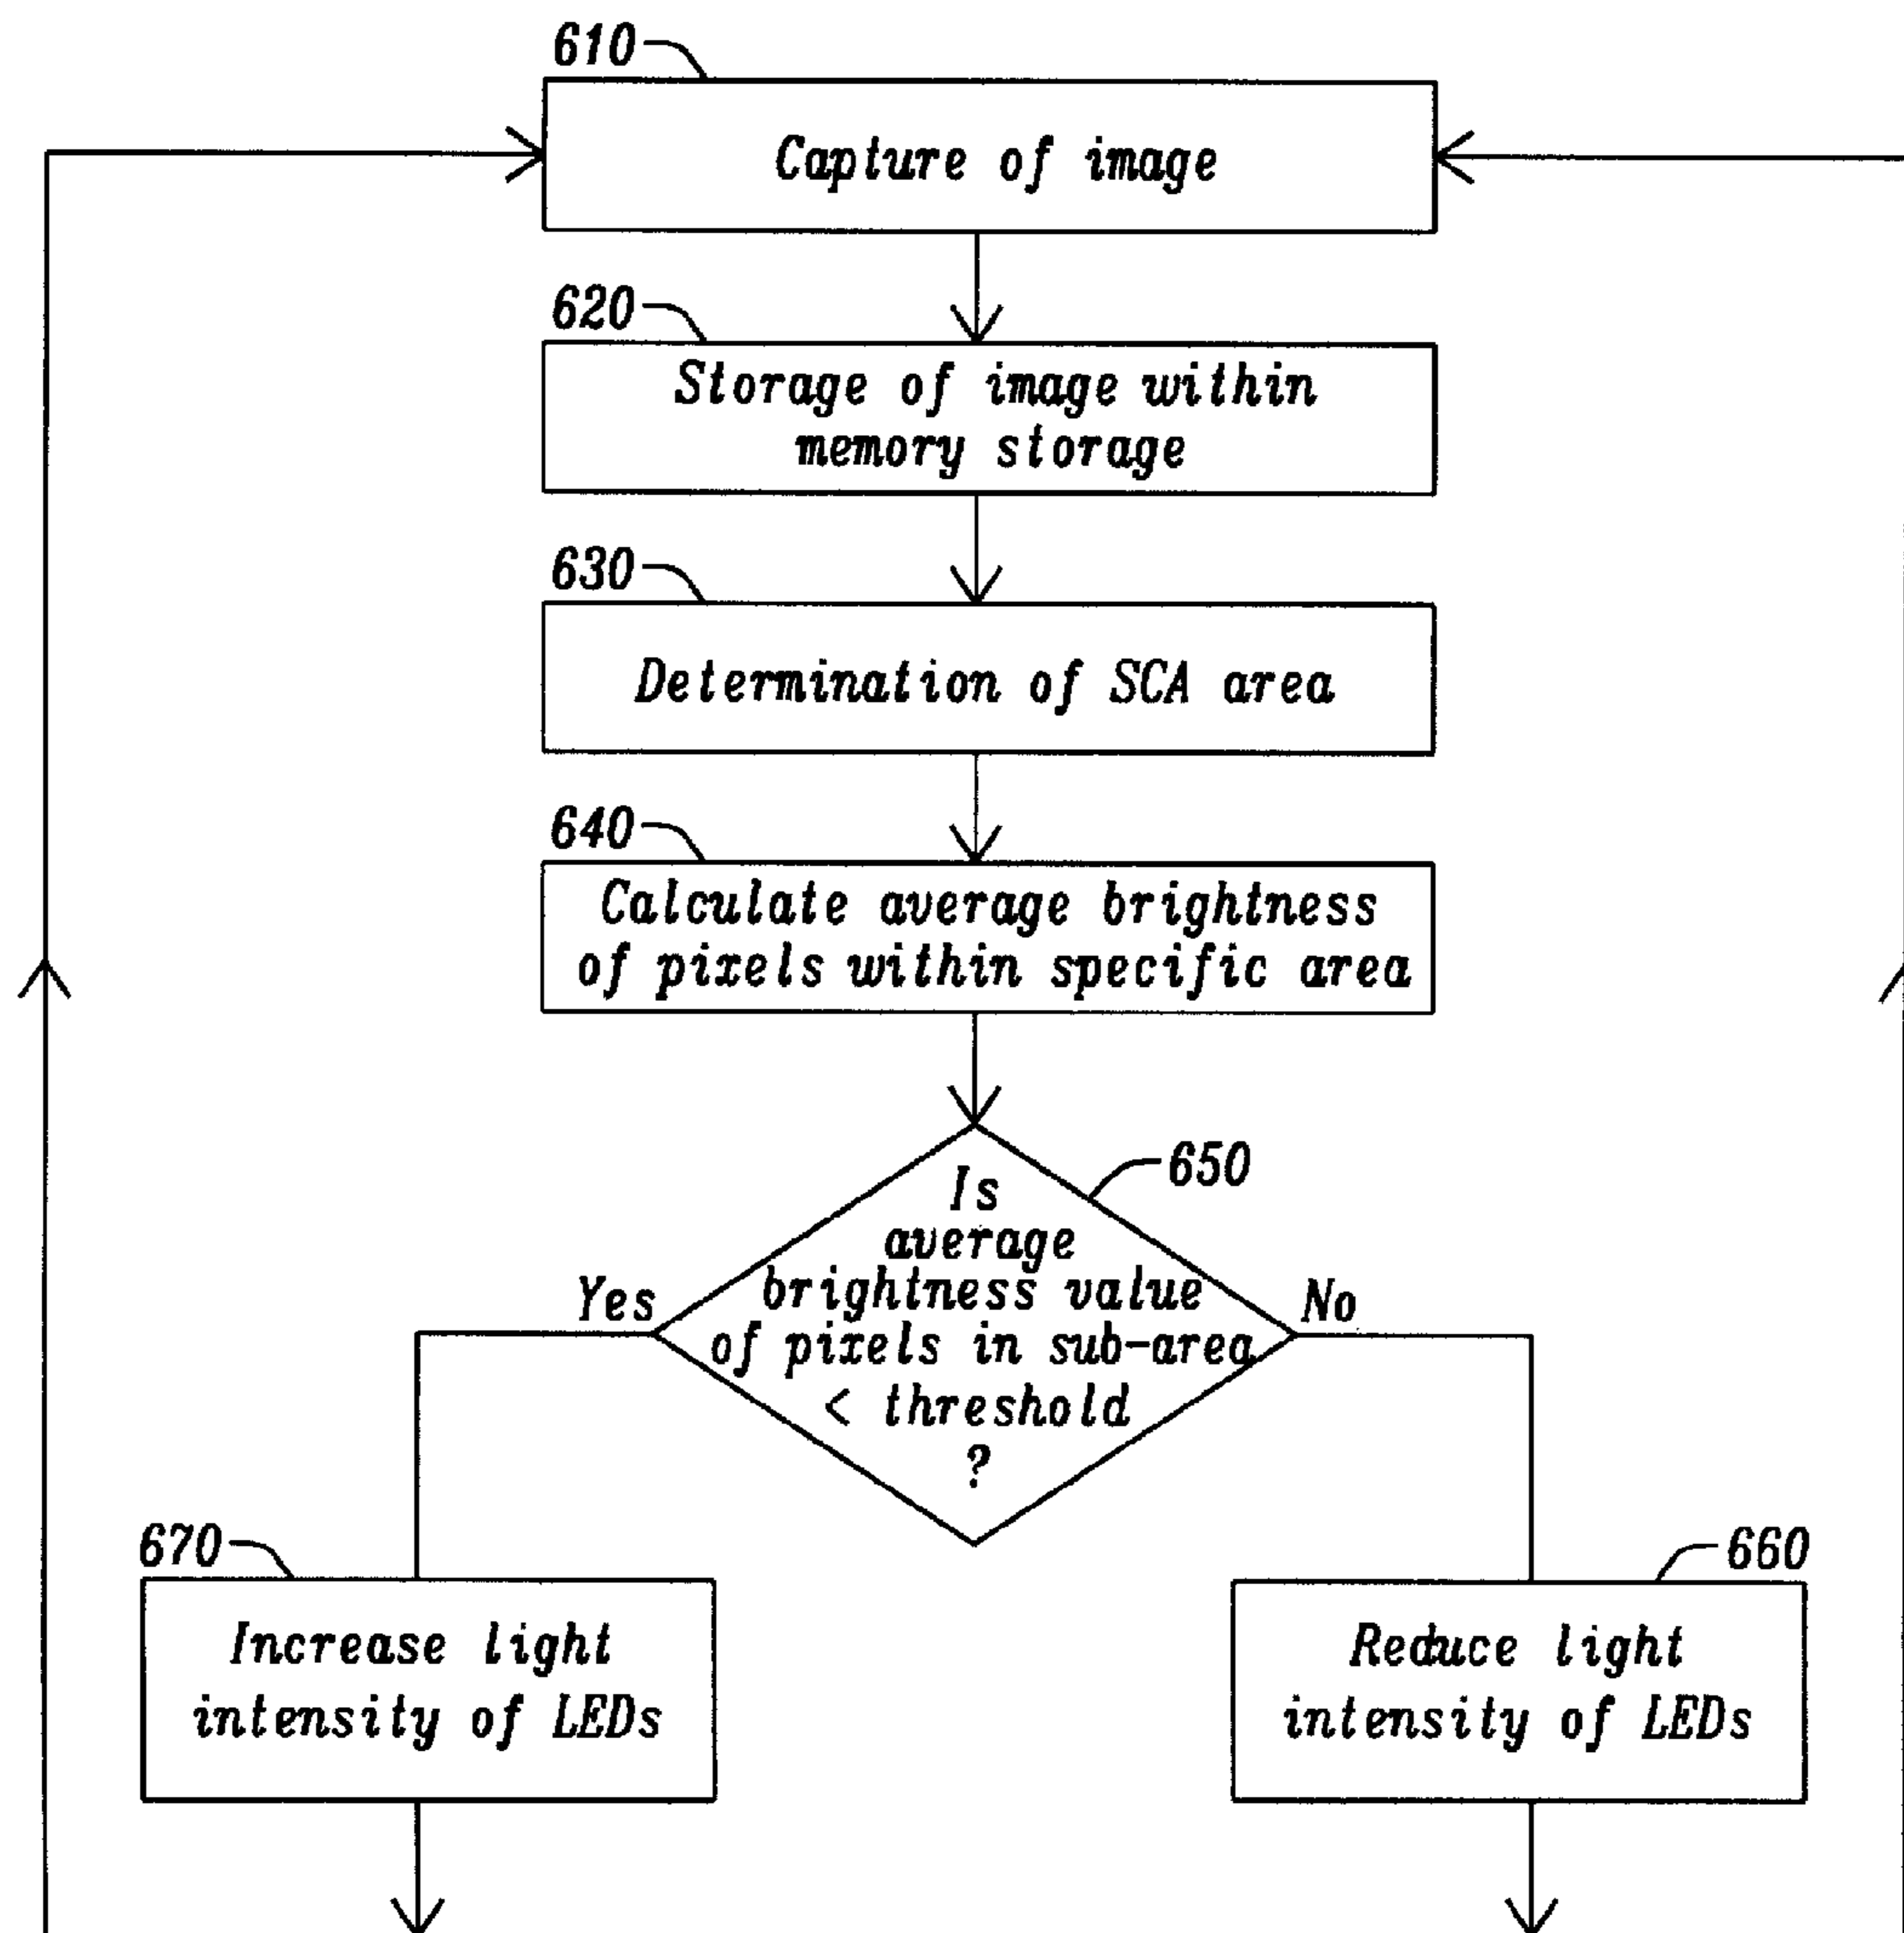 610
Capture of image
620
Storage of image within
memory storage
630
Determination of SCA area
640
Calculate average brightness
of pixels within specific area
650
Is
average
brightness value
of pixels in sub-area
< threshold
?
Yes
No
670
Increase light
intensity of LEDs
660
Reduce light
intensity of LEDs